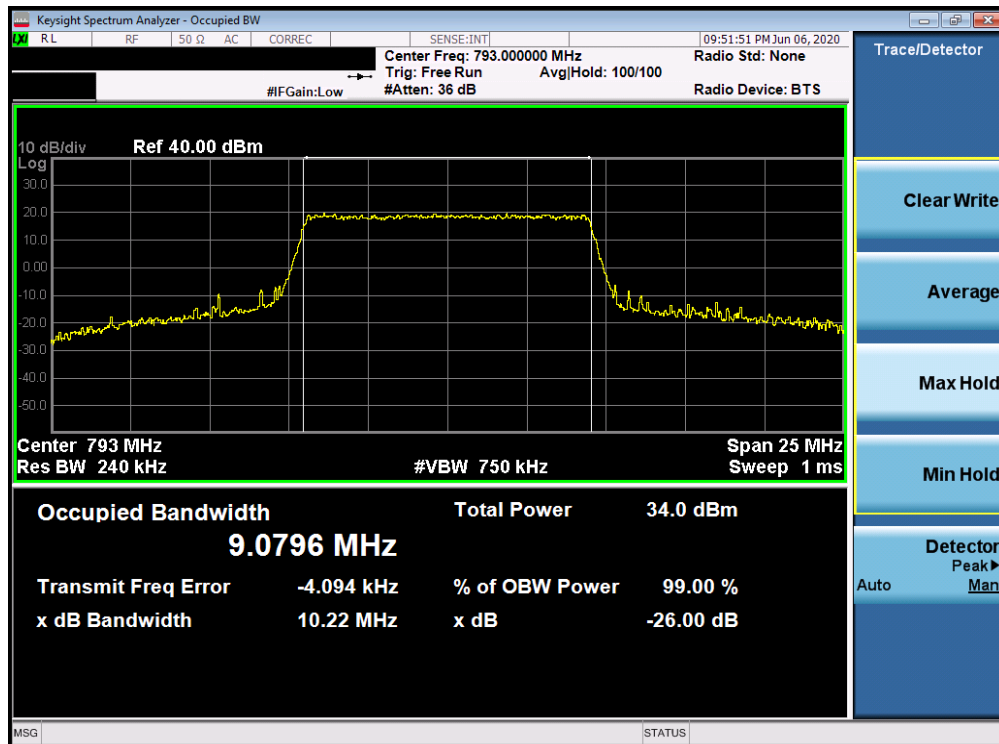 Keysight Spectrum Analyzer - Occupied BW
LXI RL RF 50 Ω AC CORREC SENSE:INT 09:51:51 PM Jun 06, 2020
Center Freq: 793.000000 MHz Radio Std: None
Trig: Free Run Avg|Hold: 100/100
#IFGain:Low #Atten: 36 dB Radio Device: BTS
10 dB/div Ref 40.00 dBm
Log
30.0
20.0
10.0
0.00
-10.0
-20.0
-30.0
-40.0
-50.0
Center 793 MHz Span 25 MHz
Res BW 240 kHz #VBW 750 kHz Sweep 1 ms
Occupied Bandwidth Total Power 34.0 dBm
9.0796 MHz
Transmit Freq Error -4.094 kHz % of OBW Power 99.00 %
x dB Bandwidth 10.22 MHz x dB -26.00 dB
MSG STATUS
Trace/Detector
Clear Write
Average
Max Hold
Min Hold
Detector
Peak▶
Auto Man